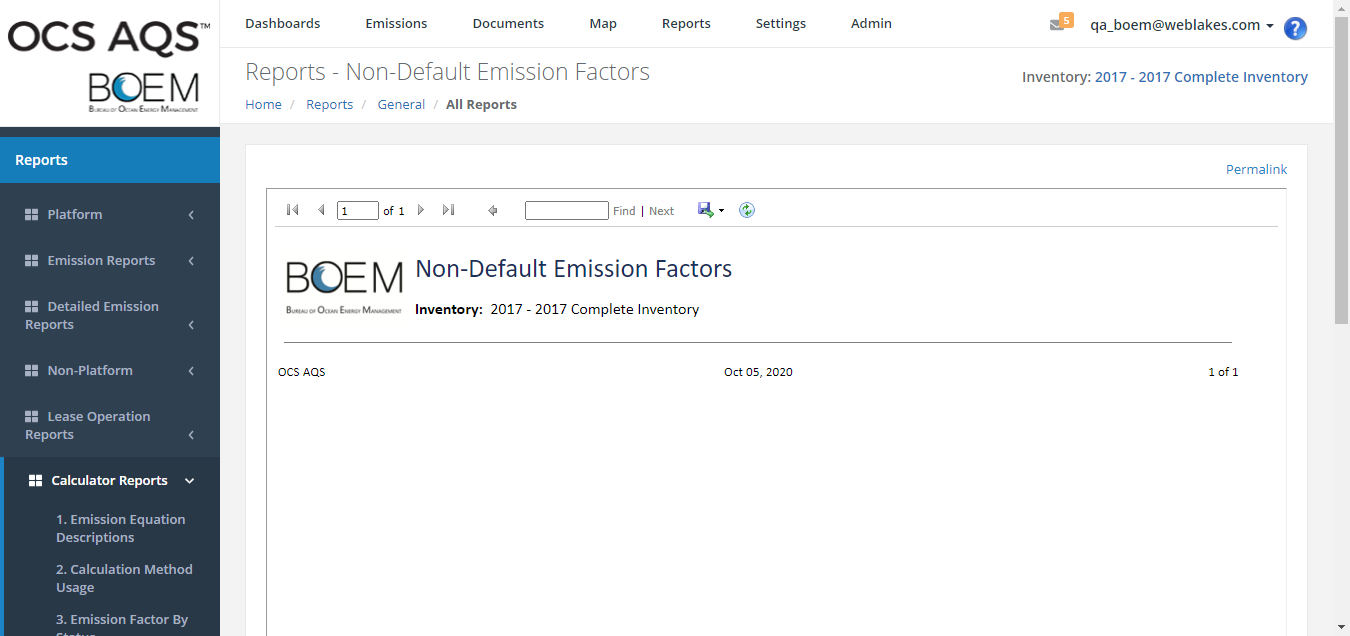 OCS AQS™
BOEM
BUREAU OF OCEAN ENERGY MANAGEMENT
Dashboards Emissions Documents Map Reports Settings Admin
5 qa_boem@weblakes.com ?
Reports - Non-Default Emission Factors
Inventory: 2017 - 2017 Complete Inventory
Home / Reports / General / All Reports
Reports
Platform
Emission Reports
Detailed Emission
Reports
Non-Platform
Lease Operation
Reports
Calculator Reports
1. Emission Equation
Descriptions
2. Calculation Method
Usage
3. Emission Factor By
Status
Permalink
1 of 1 Find | Next
BOEM
BUREAU OF OCEAN ENERGY MANAGEMENT
Non-Default Emission Factors
Inventory: 2017 - 2017 Complete Inventory
OCS AQS Oct 05, 2020 1 of 1